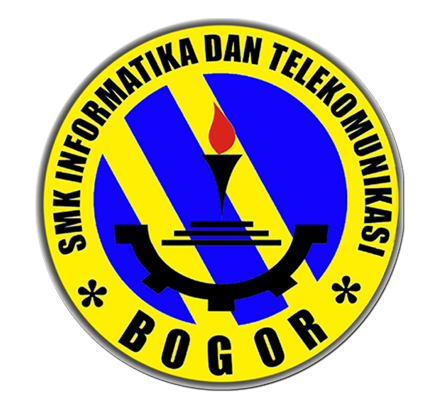 SMK INFORMATIKA DAN TELEKOMUNIKASI
* BOGOR *